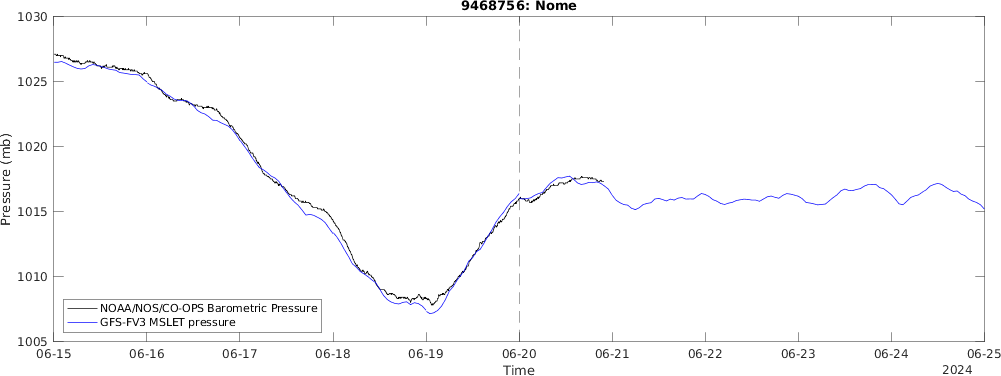 9468756: Nome
1030
1025
1020
1015
1010
1005
Pressure (mb)
NOAA/NOS/CO-OPS Barometric Pressure
GFS-FV3 MSLET pressure
06-15 06-16 06-17 06-18 06-19 06-20 06-21 06-22 06-23 06-24 06-25
Time
2024